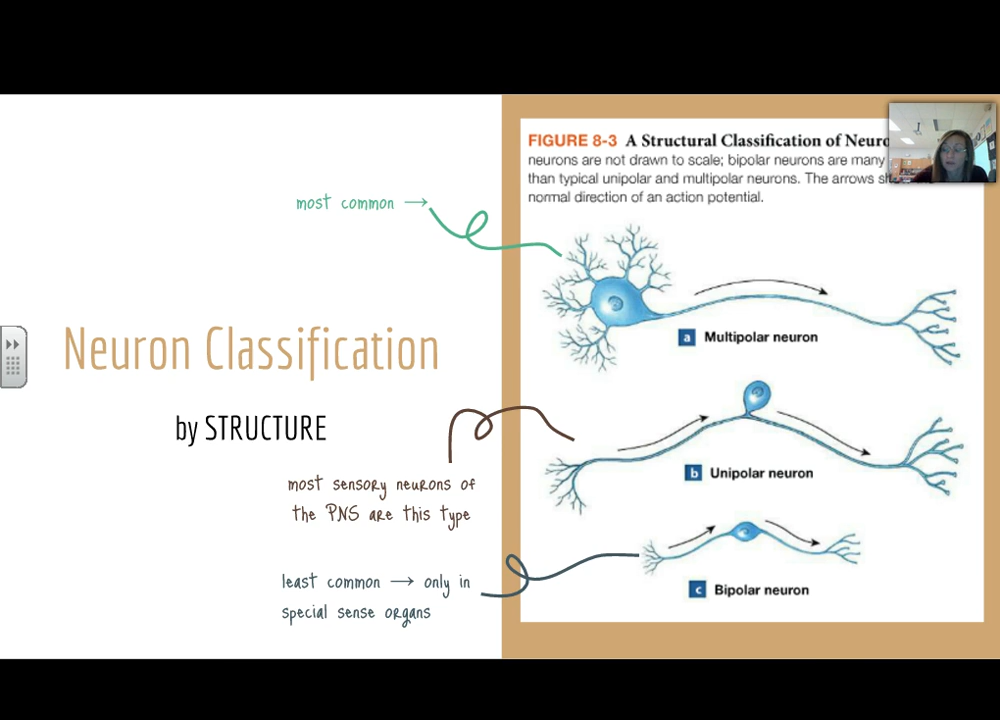 Neuron Classification
by STRUCTURE
most common →
most sensory neurons of
the PNS are this type
least common → only in
special sense organs
FIGURE 8-3 A Structural Classification of
neurons are not drawn to scale; bipolar neurons are many
than typical unipolar and multipolar neurons. The arrows
normal direction of an action potential.
a Multipolar neuron
b Unipolar neuron
c Bipolar neuron